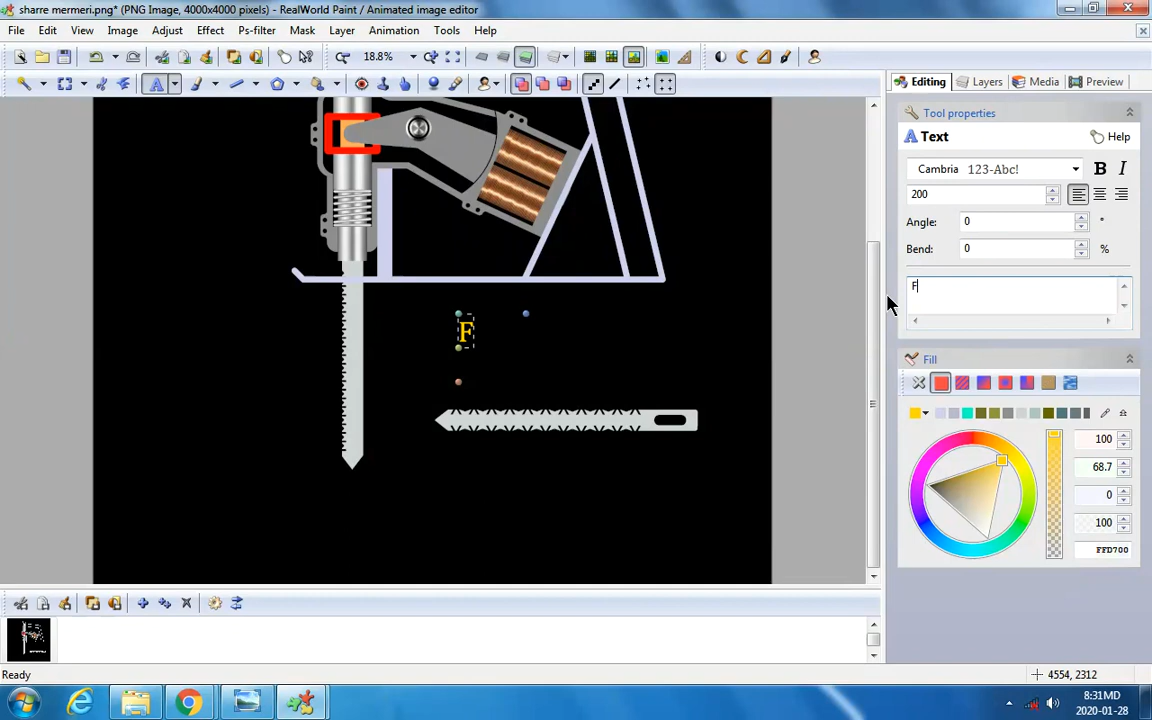 sharre mermeri.png* (PNG Image, 4000x4000 pixels) - RealWorld Paint / Animated image editor
File Edit View Image Adjust Effect Ps-filter Mask Layer Animation Tools Help
18.8%
Editing Layers Media Preview
Tool properties
A Text Help
Cambria 123-Abc! B I
200
Angle: 0 °
Bend: 0 %
F
F
Fill
100
68.7
0
100
FFD700
Ready
4554, 2312
8:31MD
2020-01-28